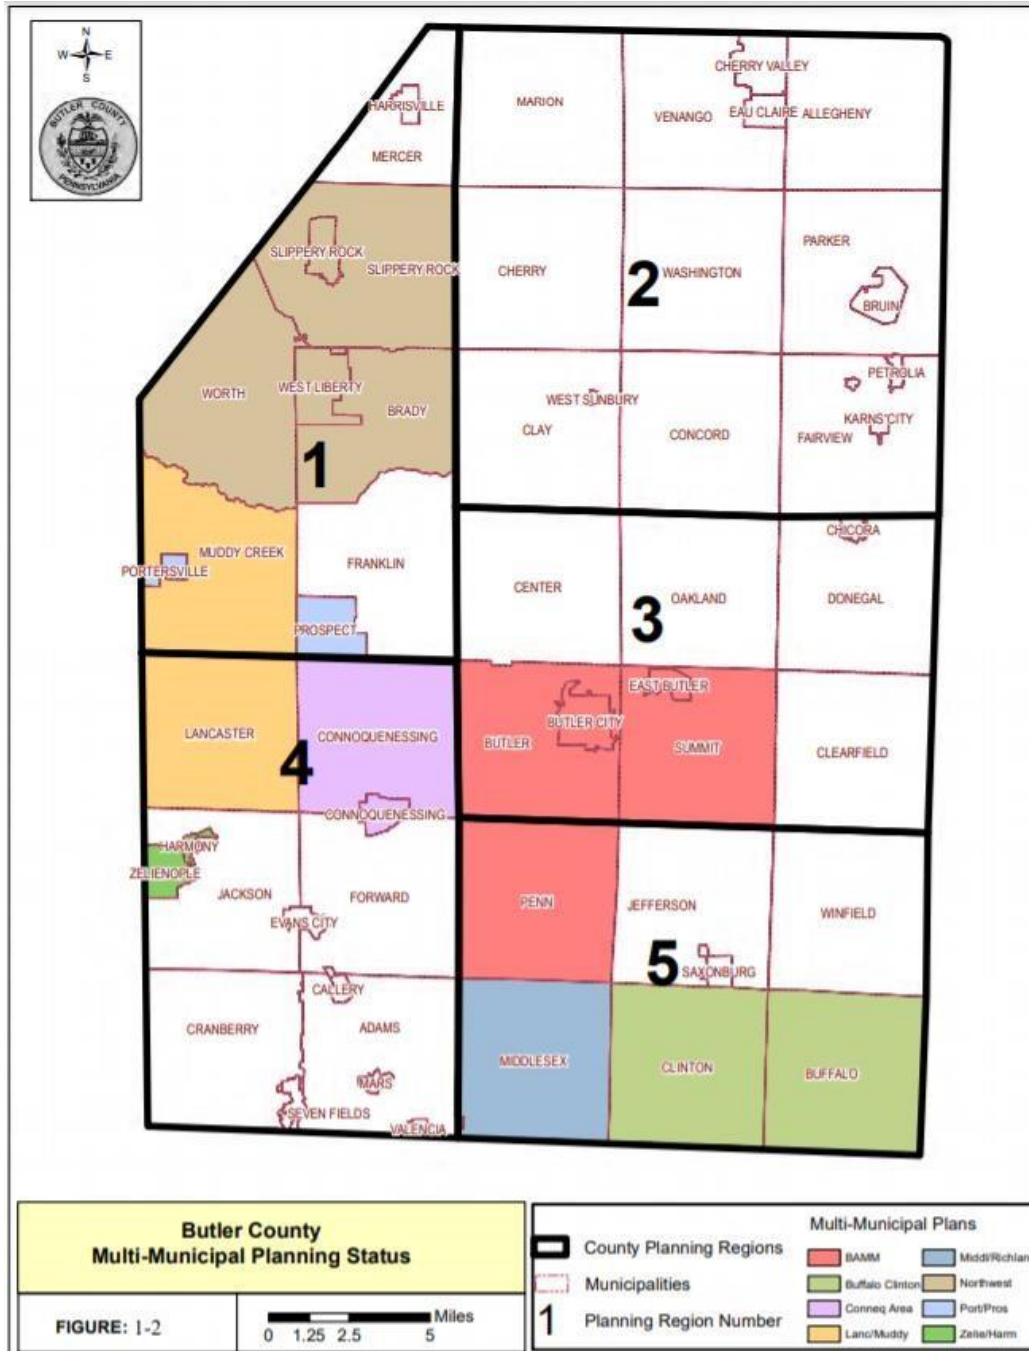 N
W E
S
BUTLER COUNTY
PENNSYLVANIA
HARRISVILLE
MERCER
MARION
VENANGO
CHERRY VALLEY
EAU CLAIRE
ALLEGHENY
SLIPPERY ROCK
SLIPPERY ROCK
CHERRY
2
WASHINGTON
PARKER
BRUIN
WORTH
WEST LIBERTY
BRADY
1
WEST SUNBURY
CLAY
CONCORD
PETROLIA
KARNS CITY
FAIRVIEW
MUDDY CREEK
PORTERSVILLE
FRANKLIN
PROSPECT
CENTER
3
OAKLAND
CHICORA
DONEGAL
LANCASTER
4
CONNOQUENESSING
CONNOQUENESSING
EAST BUTLER
BUTLER CITY
BUTLER
SUMMIT
CLEARFIELD
HARMONY
ZELIENOPLE
JACKSON
FORWARD
EVANS CITY
PENN
JEFFERSON
WINFIELD
5
SAXONBURG
CALLERY
CRANBERRY
ADAMS
MARS
SEVEN FIELDS
VALENCIA
MIDDLESEX
CLINTON
BUFFALO
Butler County
Multi-Municipal Planning Status
FIGURE: 1-2
Miles
0 1.25 2.5 5
County Planning Regions
Municipalities
1 Planning Region Number
Multi-Municipal Plans
BAMM
Buffalo Clinton
Conneq Area
Lanc/Muddy
Middl/Richlan
Northwest
Port/Pros
Zelie/Harm